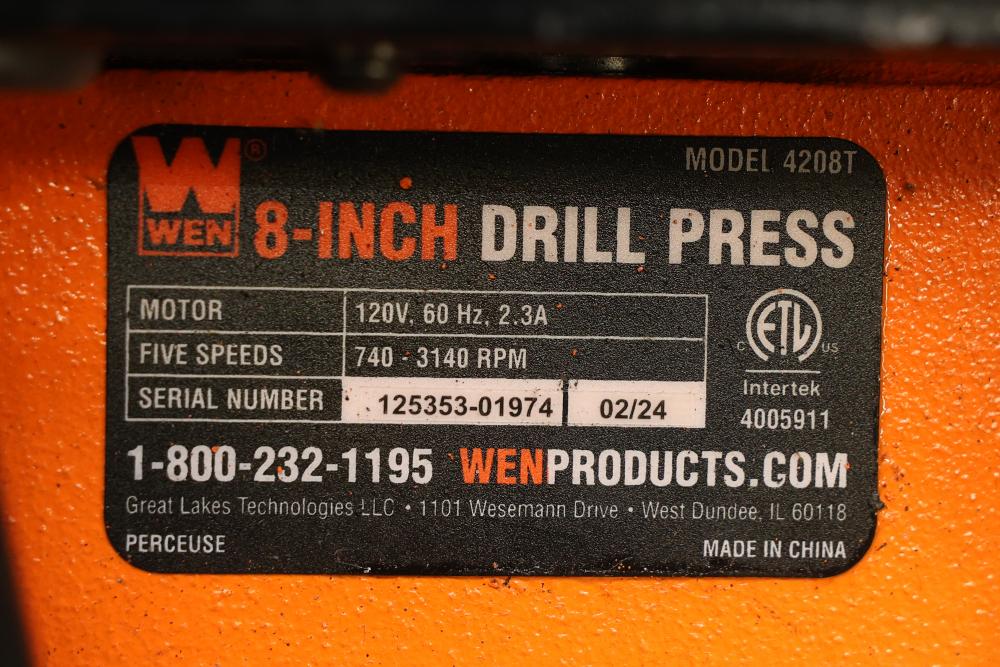 WEN®
MODEL 4208T
8-INCH DRILL PRESS
MOTOR 120V, 60 Hz, 2.3A
FIVE SPEEDS 740 - 3140 RPM
SERIAL NUMBER 125353-01974 02/24
ETL
C US
Intertek
4005911
1-800-232-1195 WENPRODUCTS.COM
Great Lakes Technologies LLC • 1101 Wesemann Drive • West Dundee, IL 60118
PERCEUSE MADE IN CHINA